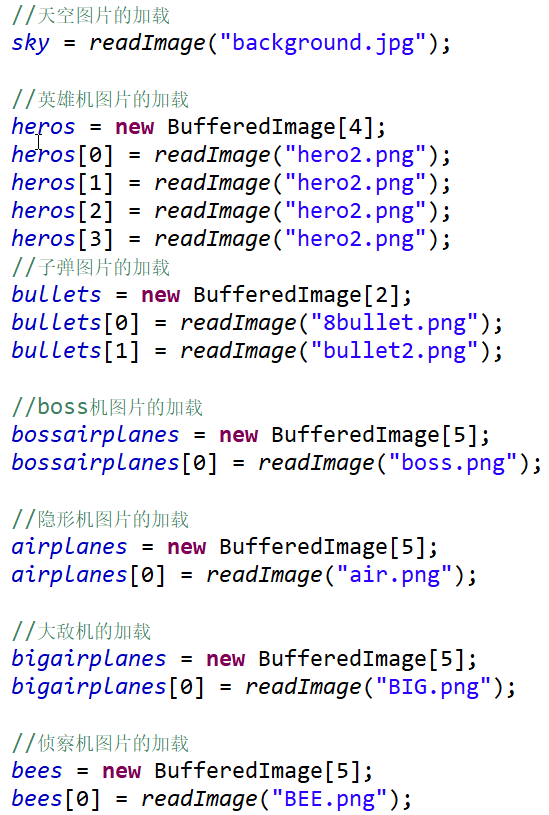 //天空图片的加载
sky = readImage("background.jpg");
//英雄机图片的加载
heros = new BufferedImage[4];
heros[0] = readImage("hero2.png");
heros[1] = readImage("hero2.png");
heros[2] = readImage("hero2.png");
heros[3] = readImage("hero2.png");
//子弹图片的加载
bullets = new BufferedImage[2];
bullets[0] = readImage("8bullet.png");
bullets[1] = readImage("bullet2.png");
//boss机图片的加载
bossairplanes = new BufferedImage[5];
bossairplanes[0] = readImage("boss.png");
//隐形机图片的加载
airplanes = new BufferedImage[5];
airplanes[0] = readImage("air.png");
//大敌机的加载
bigairplanes = new BufferedImage[5];
bigairplanes[0] = readImage("BIG.png");
//侦察机图片的加载
bees = new BufferedImage[5];
bees[0] = readImage("BEE.png");